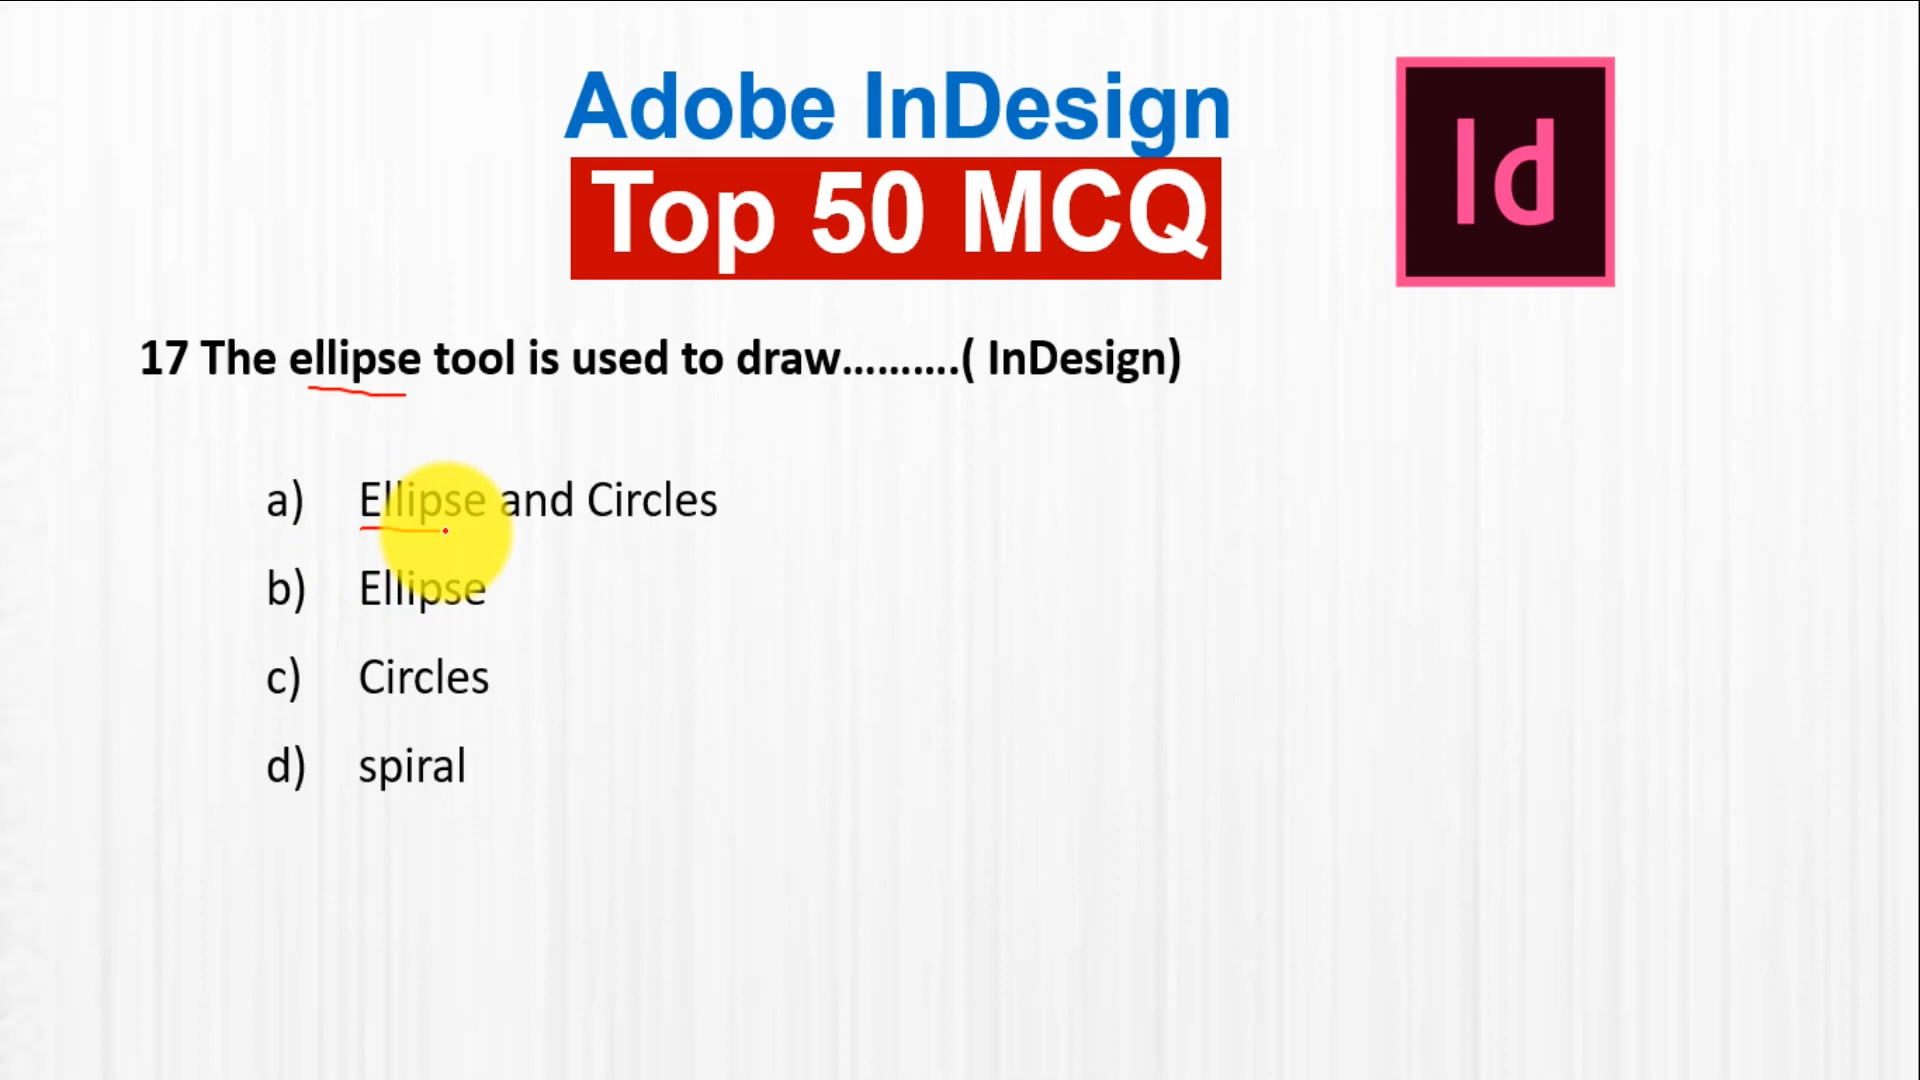 Adobe InDesign
Top 50 MCQ
Id
17 The ellipse tool is used to draw..........( InDesign)
a) Ellipse and Circles
b) Ellipse
c) Circles
d) spiral